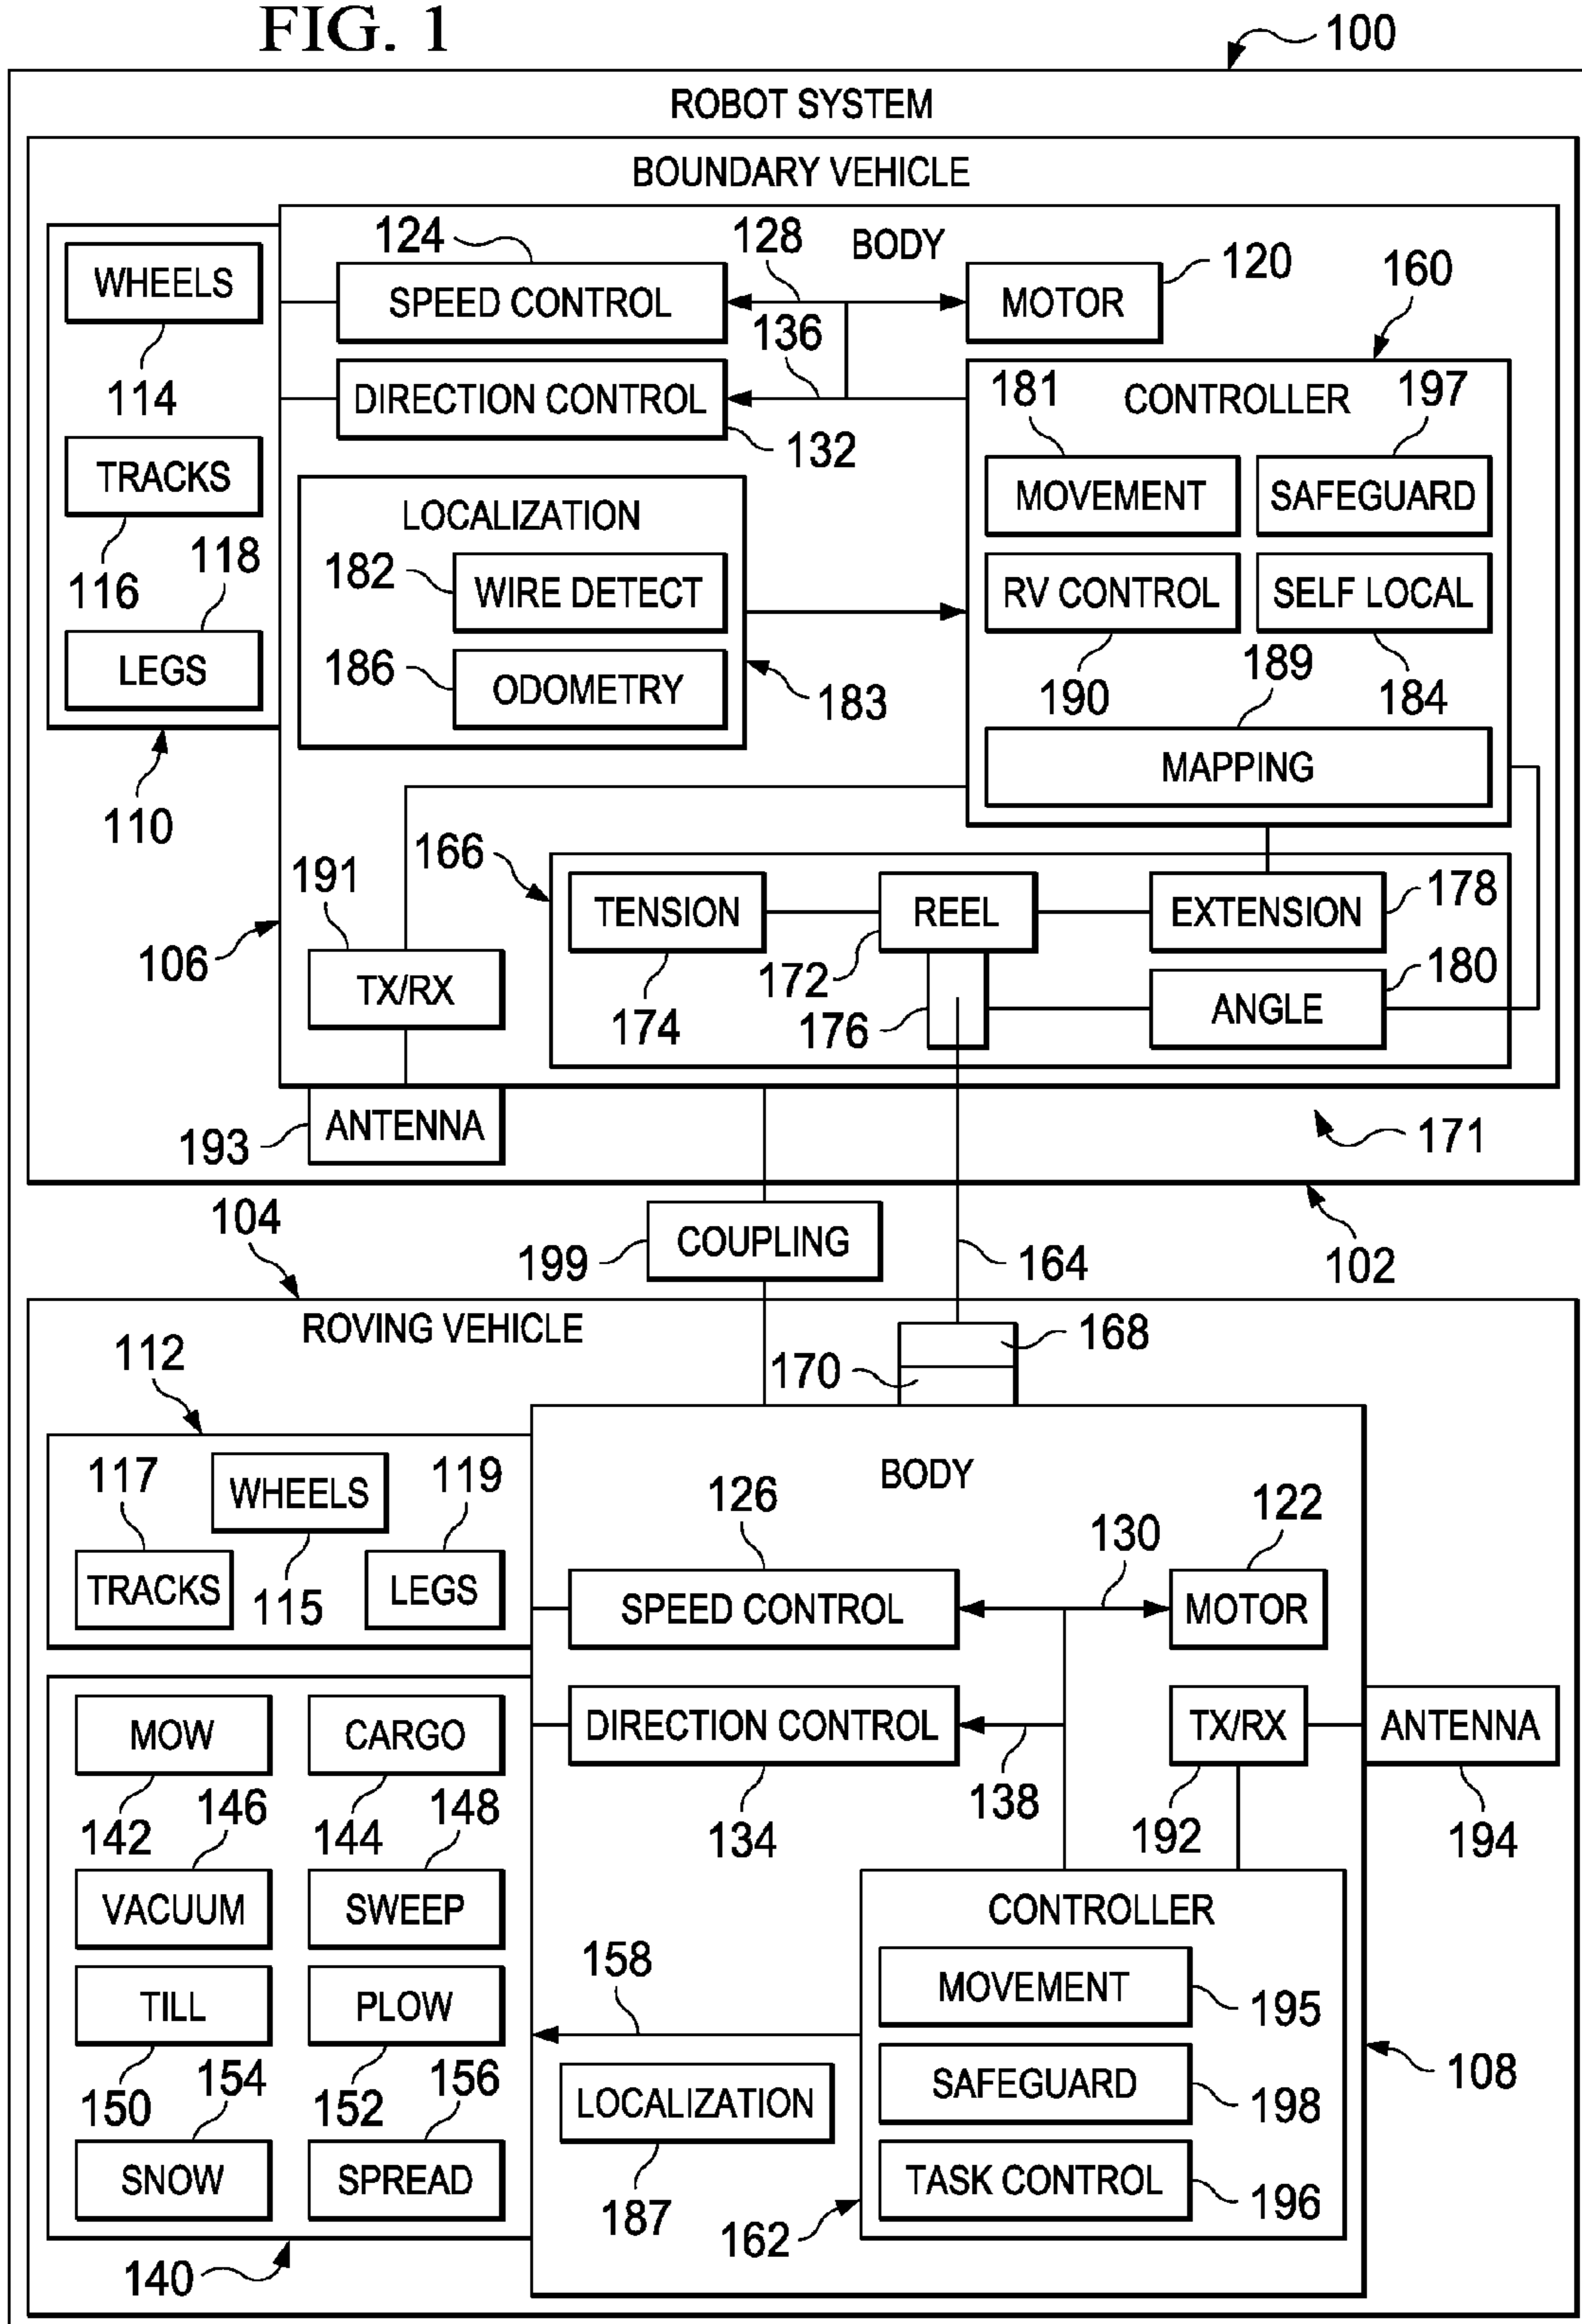 FIG. 1
100
ROBOT SYSTEM
BOUNDARY VEHICLE
124
128
BODY
120
160
WHEELS
SPEED CONTROL
MOTOR
136
114
DIRECTION CONTROL
132
181
CONTROLLER
197
TRACKS
LOCALIZATION
MOVEMENT
SAFEGUARD
116
118
182
WIRE DETECT
RV CONTROL
SELF LOCAL
LEGS
186
ODOMETRY
183
190
189
184
110
MAPPING
191
166
TENSION
REEL
EXTENSION
178
106
TX/RX
174
172
176
ANGLE
180
193
ANTENNA
171
104
199
COUPLING
164
102
ROVING VEHICLE
112
170
168
117
WHEELS
119
126
BODY
122
130
TRACKS
115
LEGS
SPEED CONTROL
MOTOR
MOW
CARGO
DIRECTION CONTROL
TX/RX
ANTENNA
142
146
144
148
134
138
192
194
VACUUM
SWEEP
CONTROLLER
158
MOVEMENT
195
TILL
PLOW
150
154
152
156
LOCALIZATION
SAFEGUARD
198
108
SNOW
SPREAD
187
TASK CONTROL
196
162
140